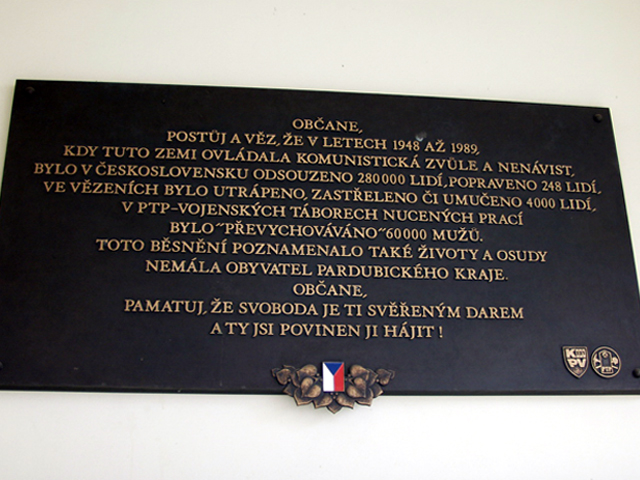 OBČANE,
POSTŮJ A VĚZ, ŽE V LETECH 1948 AŽ 1989,
KDY TUTO ZEMI OVLÁDALA KOMUNISTICKÁ ZVŮLE A NENÁVIST,
BYLO V ČESKOSLOVENSKU ODSOUZENO 280000 LIDÍ, POPRAVENO 248 LIDÍ,
VE VĚZENÍCH BYLO UTRÁPENO, ZASTŘELENO ČI UMUČENO 4000 LIDÍ,
V PTP-VOJENSKÝCH TÁBORECH NUCENÝCH PRACÍ
BYLO "PŘEVYCHOVÁVÁNO" 60000 MUŽŮ.
TOTO BĚSNĚNÍ POZNAMENALO TAKÉ ŽIVOTY A OSUDY
NEMÁLA OBYVATEL PARDUBICKÉHO KRAJE.
OBČANE,
PAMATUJ, ŽE SVOBODA JE TI SVĚŘENÝM DAREM
A TY JSI POVINEN JI HÁJIT !
K
PV